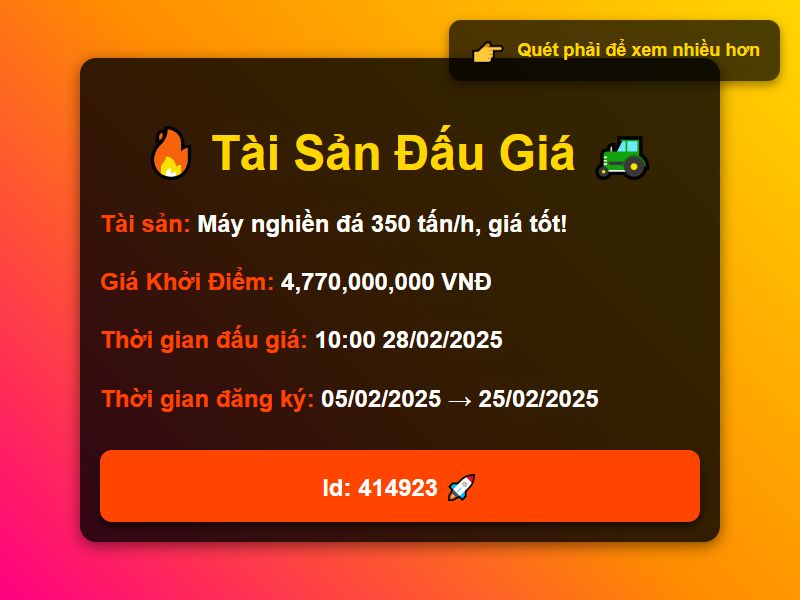 👉 Quét phải để xem nhiều hơn
🔥 Tài Sản Đấu Giá 🚜
Tài sản: Máy nghiền đá 350 tấn/h, giá tốt!
Giá Khởi Điểm: 4,770,000,000 VNĐ
Thời gian đấu giá: 10:00 28/02/2025
Thời gian đăng ký: 05/02/2025 → 25/02/2025
Id: 414923 🚀